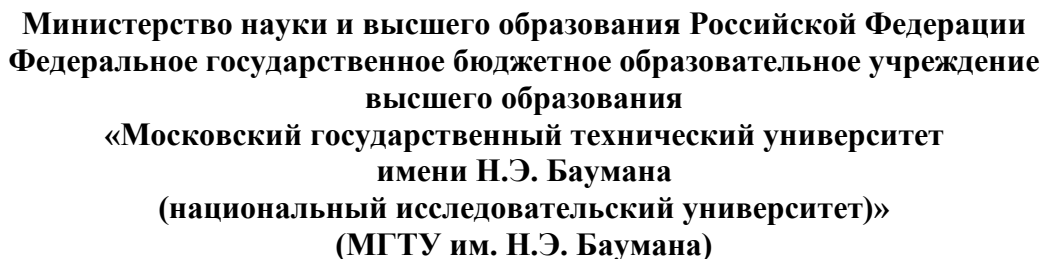 Министерство науки и высшего образования Российской Федерации
Федеральное государственное бюджетное образовательное учреждение
высшего образования
«Московский государственный технический университет
имени Н.Э. Баумана
(национальный исследовательский университет)»
(МГТУ им. Н.Э. Баумана)